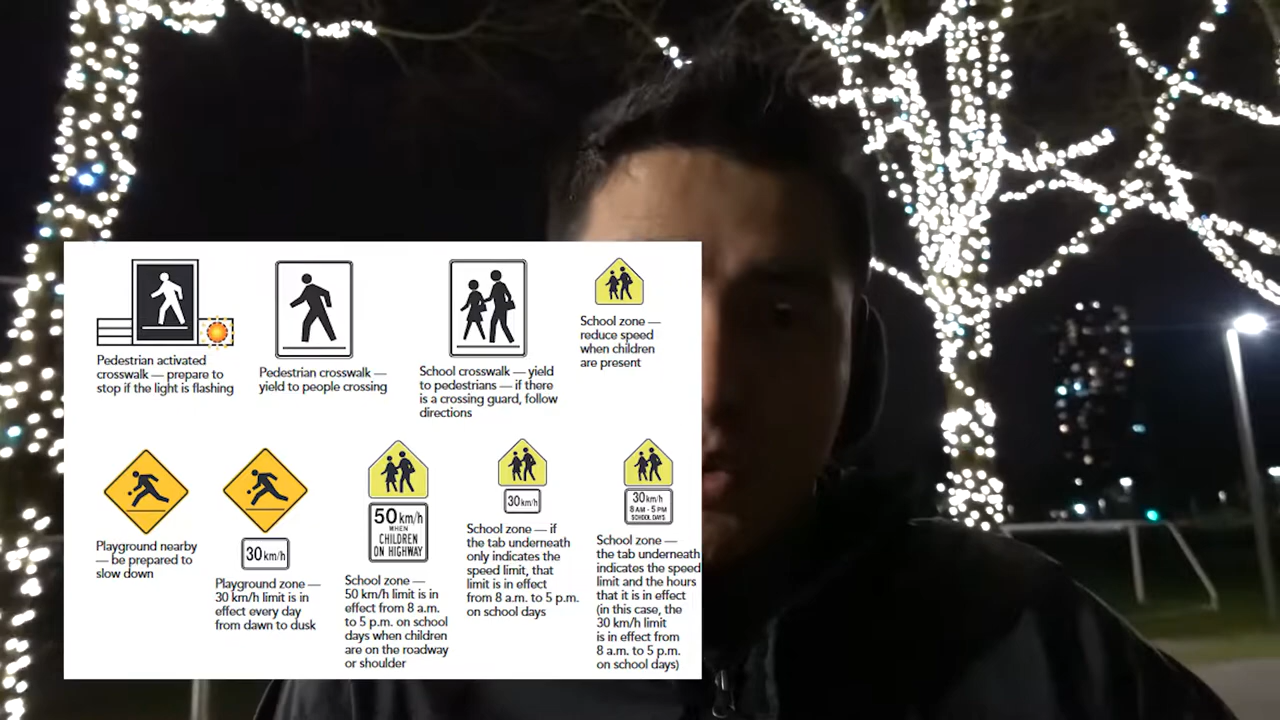 Pedestrian activated
crosswalk — prepare to
stop if the light is flashing
Pedestrian crosswalk —
yield to people crossing
School crosswalk — yield
to pedestrians — if there
is a crossing guard, follow
directions
School zone —
reduce speed
when children
are present
Playground nearby
— be prepared to
slow down
30 km/h
Playground zone —
30 km/h limit is in
effect every day
from dawn to dusk
50 km/h
WHEN
CHILDREN
ON HIGHWAY
School zone —
50 km/h limit is in
effect from 8 a.m.
to 5 p.m. on school
days when children
are on the roadway
or shoulder
30 km/h
School zone — if
the tab underneath
only indicates the
speed limit, that
limit is in effect
from 8 a.m. to 5 p.m.
on school days
30 km/h
8 AM - 5 PM
SCHOOL DAYS
School zone —
the tab underneath
indicates the speed
limit and the hours
that it is in effect
(in this case, the
30 km/h limit
is in effect from
8 a.m. to 5 p.m.
on school days)